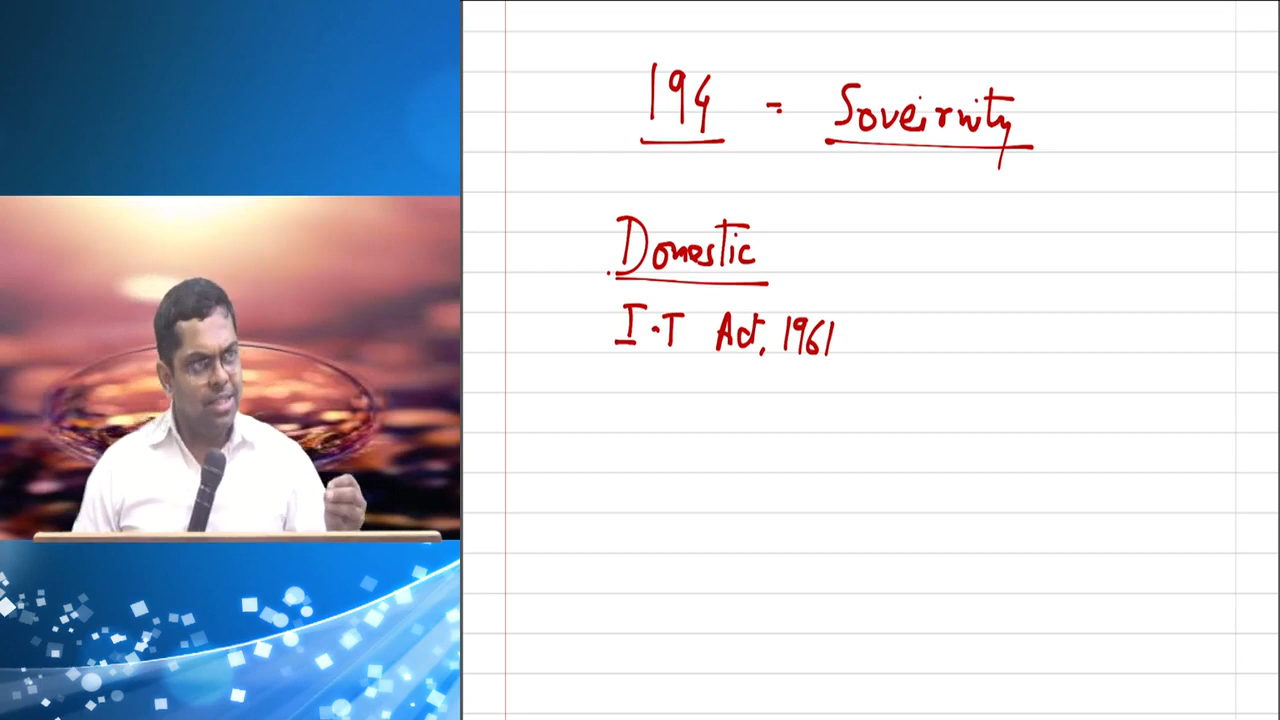 194 = Soveirnity
Domestic
I.T Act, 1961